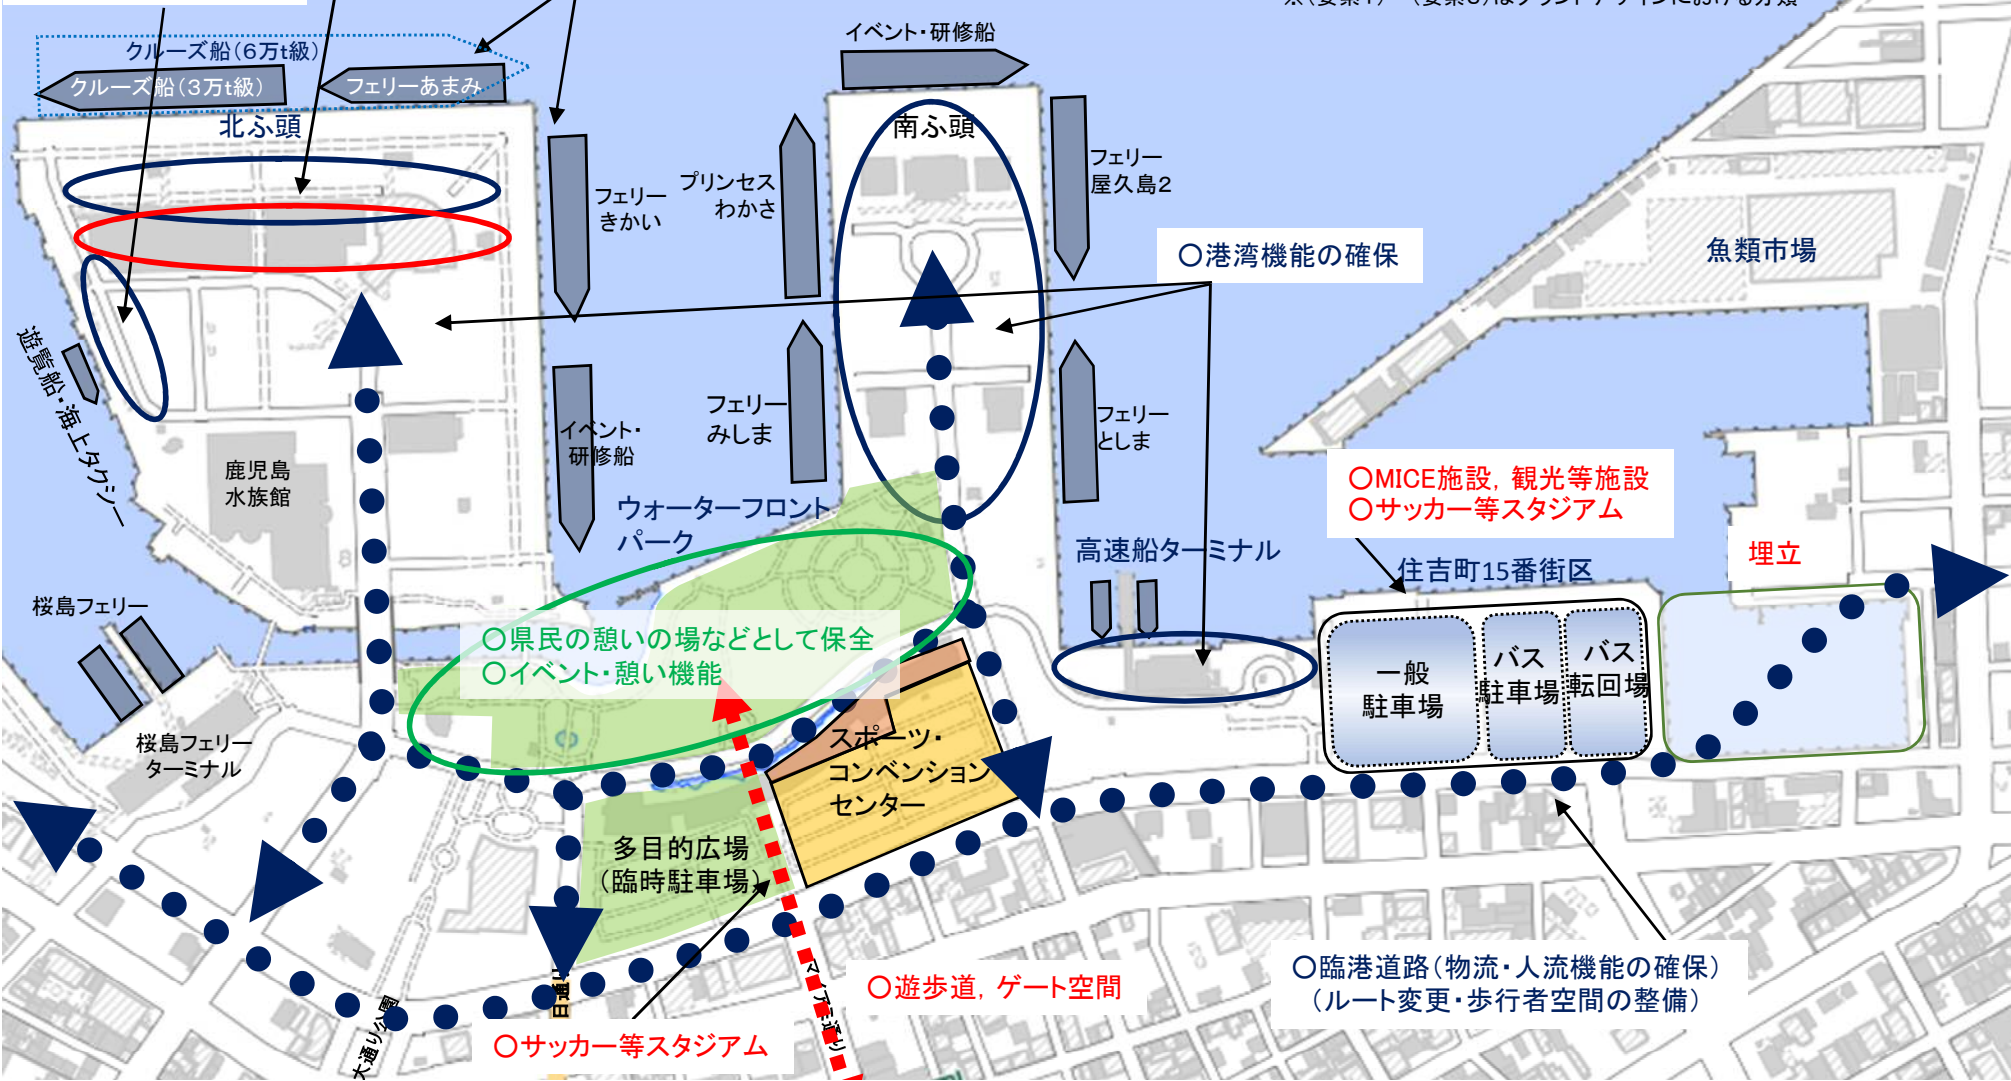 イベント・研修船
クルーズ船(6万t級)
クルーズ船(3万t級)
フェリーあまみ
北ふ頭
南ふ頭
フェリー
きかい
プリンセス
わかさ
フェリー
屋久島2
○港湾機能の確保
魚類市場
遊覧船・海上タクシー
フェリー
みしま
フェリー
としま
イベント・
研修船
鹿児島
水族館
ウォーターフロント
パーク
高速船ターミナル
○MICE施設, 観光等施設
○サッカー等スタジアム
住吉町15番街区
埋立
桜島フェリー
○県民の憩いの場などとして保全
○イベント・憩い機能
一般
駐車場
バス
駐車場
バス
転回場
桜島フェリー
ターミナル
スポーツ・
コンベンション
センター
多目的広場
(臨時駐車場)
○遊歩道, ゲート空間
○臨港道路(物流・人流機能の確保)
(ルート変更・歩行者空間の整備)
大通り公園
日通り
マイアミ通り
○サッカー等スタジアム